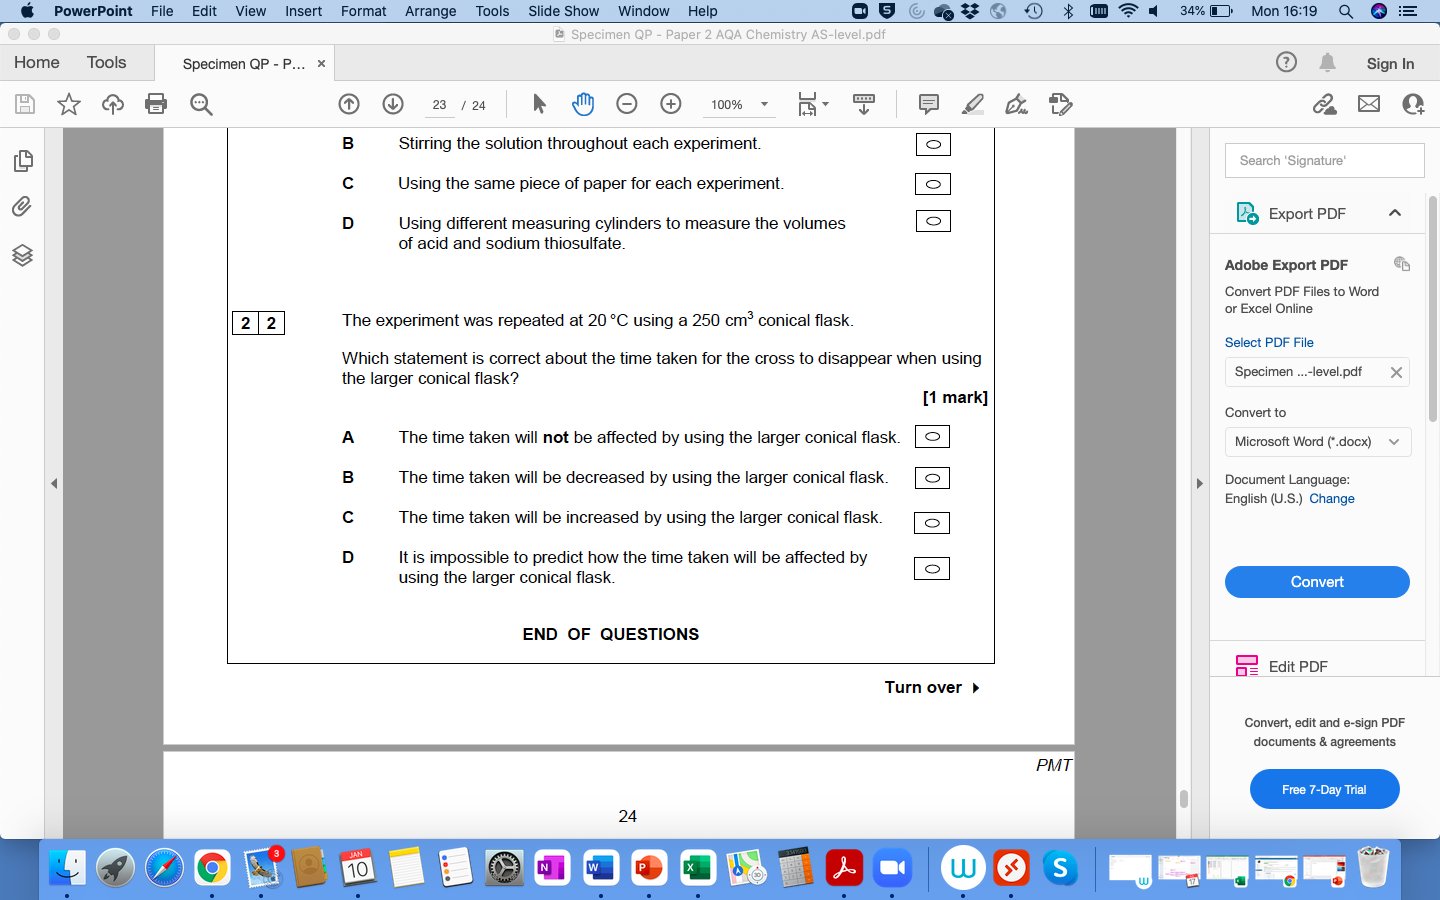 PowerPoint File Edit View Insert Format Arrange Tools Slide Show Window Help 34% Mon 16:19
Specimen QP - Paper 2 AQA Chemistry AS-level.pdf
Home Tools Specimen QP - P... × Sign In
23 / 24 100%
B Stirring the solution throughout each experiment.
C Using the same piece of paper for each experiment.
D Using different measuring cylinders to measure the volumes
of acid and sodium thiosulfate.
2 2 The experiment was repeated at 20 °C using a 250 cm³ conical flask.
Which statement is correct about the time taken for the cross to disappear when using
the larger conical flask?
[1 mark]
A The time taken will not be affected by using the larger conical flask.
B The time taken will be decreased by using the larger conical flask.
C The time taken will be increased by using the larger conical flask.
D It is impossible to predict how the time taken will be affected by
using the larger conical flask.
END OF QUESTIONS
Turn over
PMT
24
Search 'Signature'
Export PDF
Adobe Export PDF
Convert PDF Files to Word
or Excel Online
Select PDF File
Specimen ...-level.pdf
Convert to
Microsoft Word (*.docx)
Document Language:
English (U.S.) Change
Convert
Edit PDF
Convert, edit and e-sign PDF
documents & agreements
Free 7-Day Trial
3
JAN
10
N W P X W S
17